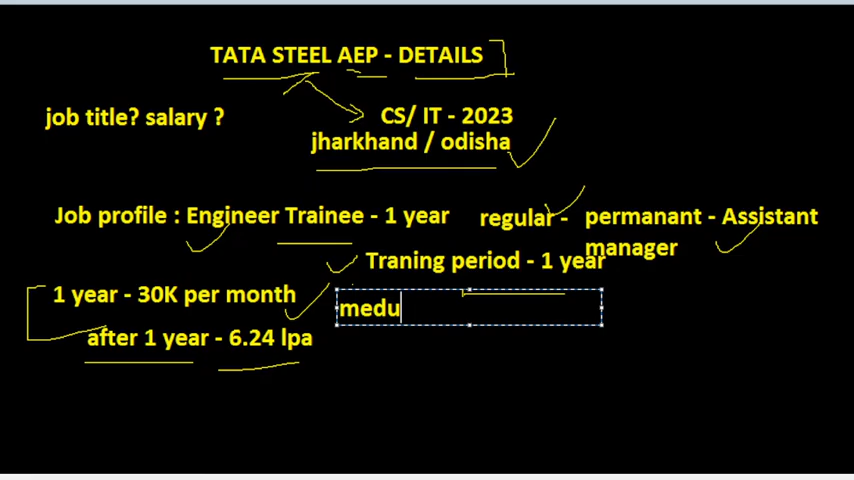 TATA STEEL AEP - DETAILS
job title? salary ?
CS/ IT - 2023
jharkhand / odisha
Job profile : Engineer Trainee - 1 year
regular - permanant - Assistant
manager
Traning period - 1 year
1 year - 30K per month
medu
after 1 year - 6.24 lpa